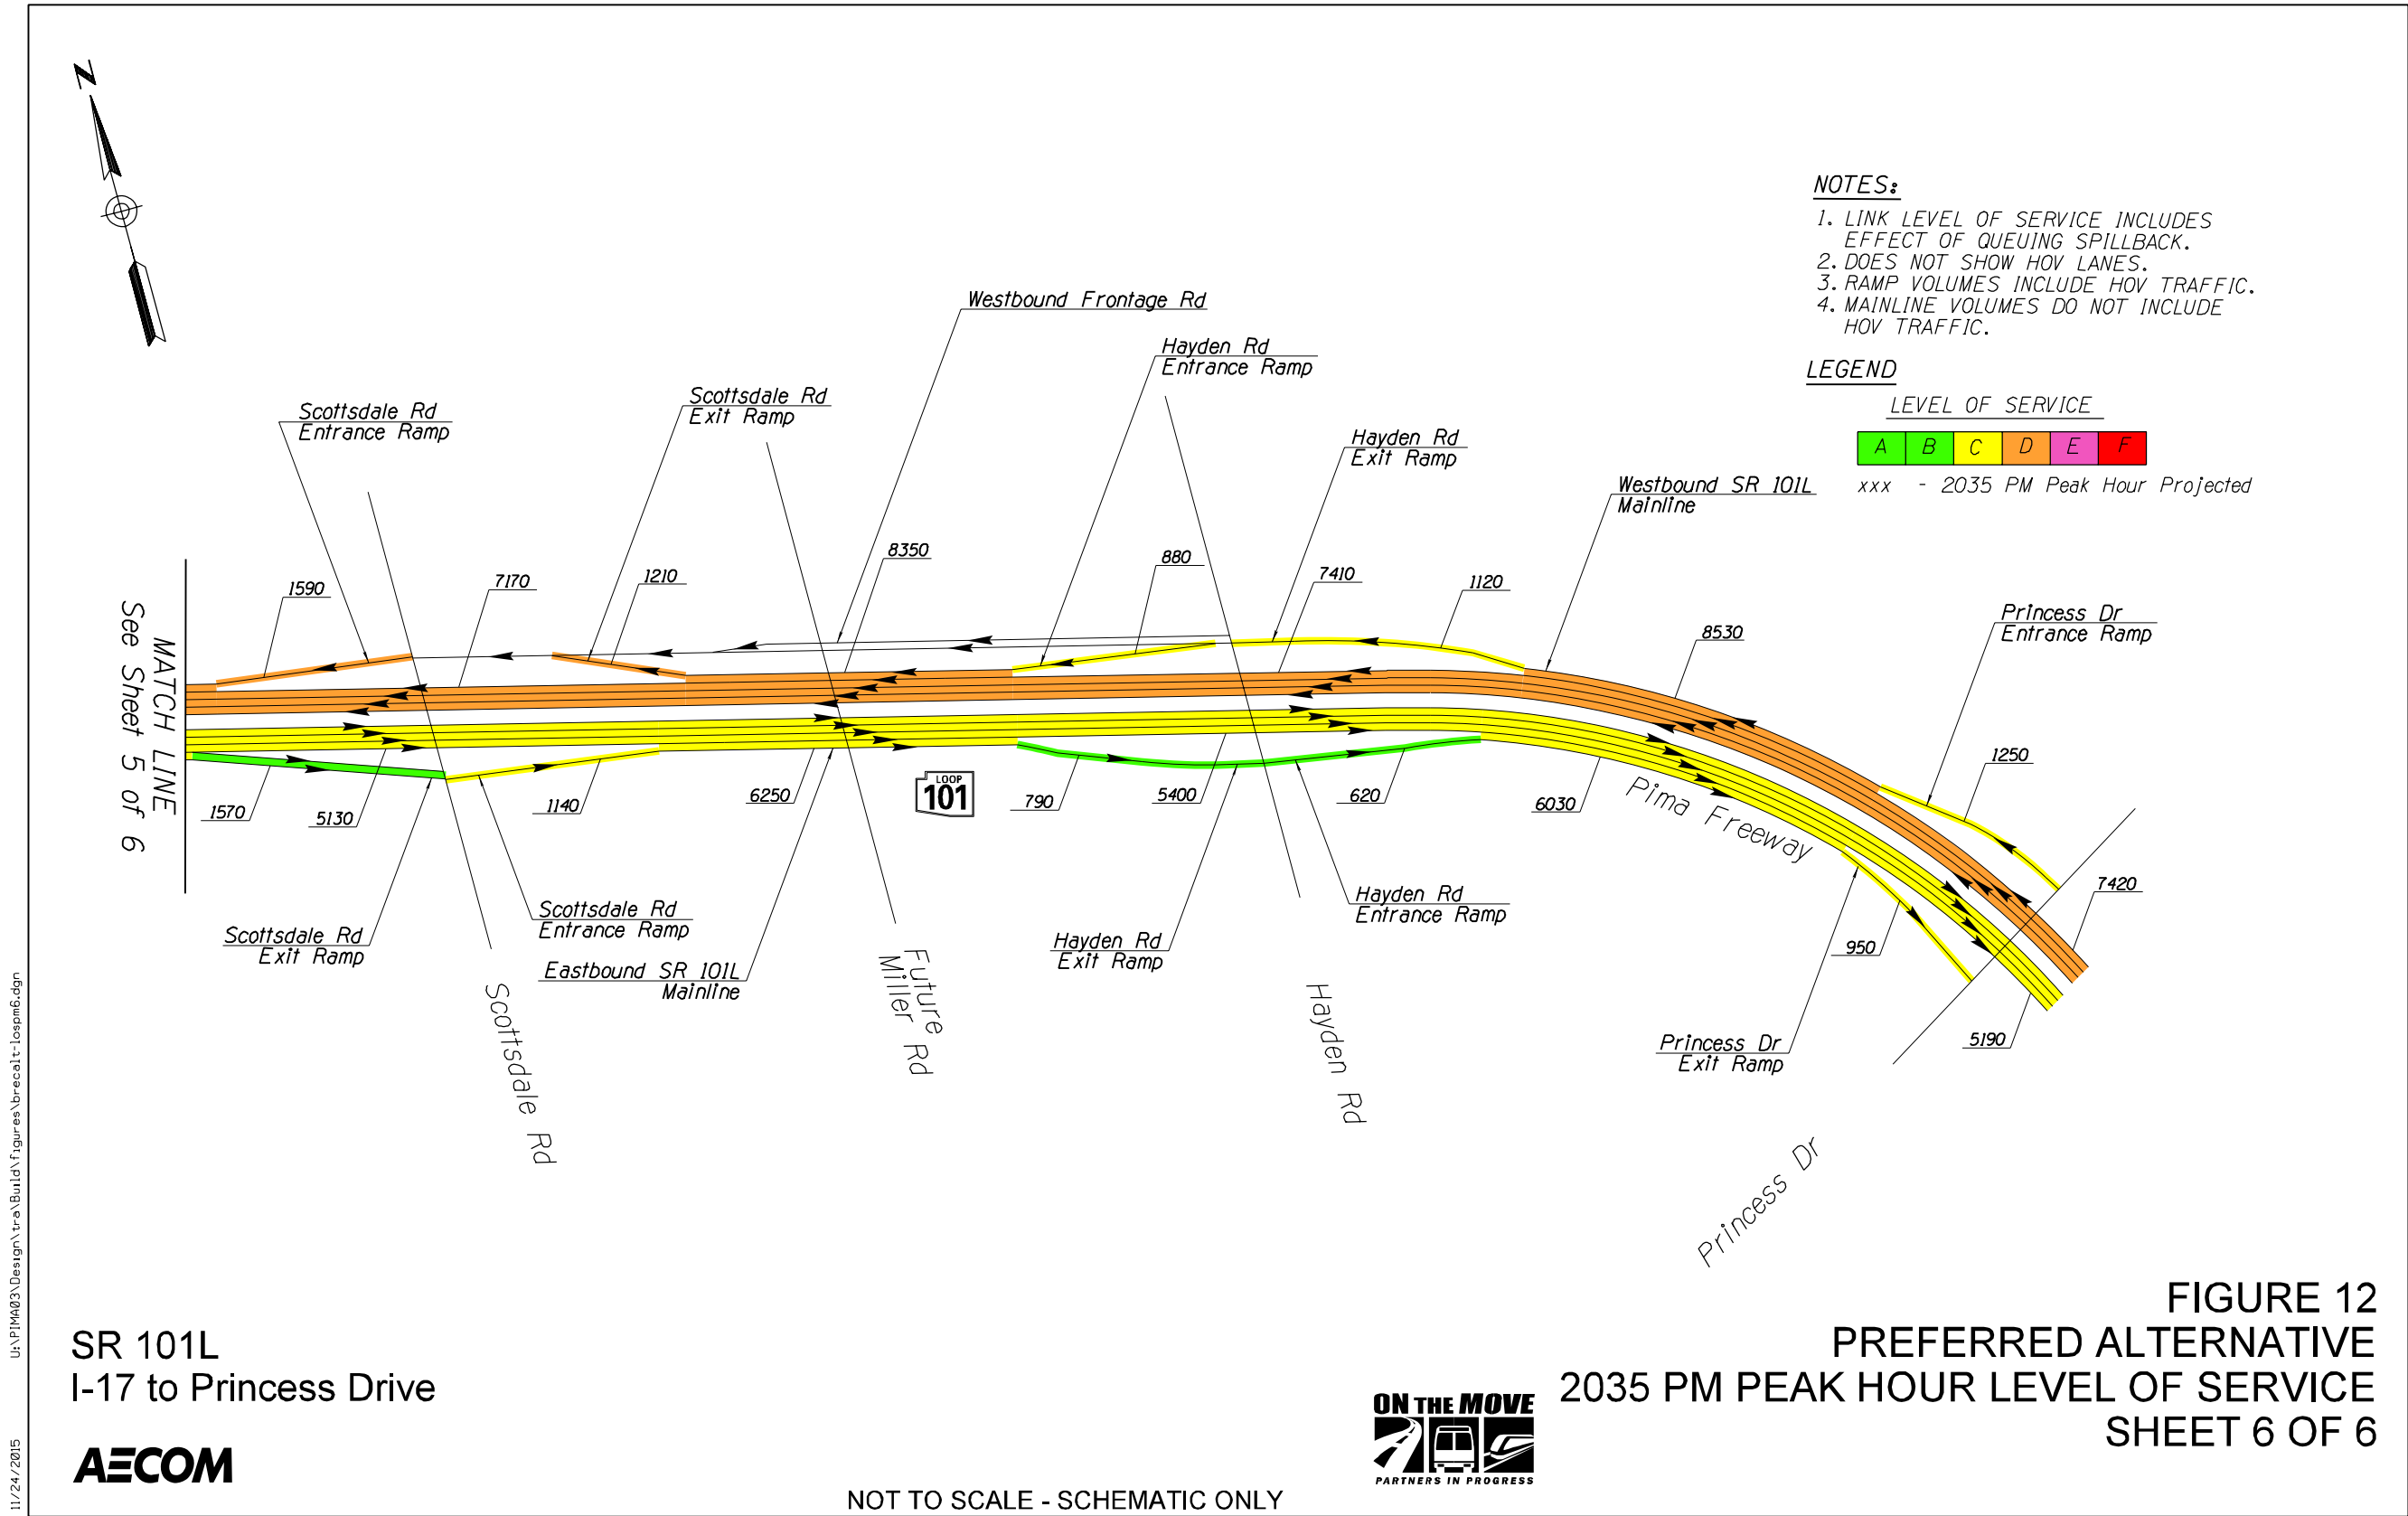 N
NOTES:
1. LINK LEVEL OF SERVICE INCLUDES
EFFECT OF QUEUING SPILLBACK.
2. DOES NOT SHOW HOV LANES.
3. RAMP VOLUMES INCLUDE HOV TRAFFIC.
4. MAINLINE VOLUMES DO NOT INCLUDE
HOV TRAFFIC.
LEGEND
LEVEL OF SERVICE
A B C D E F
xxx - 2035 PM Peak Hour Projected
Westbound Frontage Rd
Hayden Rd
Entrance Ramp
Scottsdale Rd
Exit Ramp
Scottsdale Rd
Entrance Ramp
Hayden Rd
Exit Ramp
Westbound SR 101L
Mainline
Princess Dr
Entrance Ramp
1590
7170
1210
8350
880
7410
1120
8530
1250
7420
MATCH LINE
See Sheet 5 of 6
1570
5130
1140
6250
LOOP
101
790
5400
620
6030
Pima Freeway
950
5190
Scottsdale Rd
Exit Ramp
Scottsdale Rd
Entrance Ramp
Eastbound SR 101L
Mainline
Hayden Rd
Exit Ramp
Hayden Rd
Entrance Ramp
Princess Dr
Exit Ramp
Scottsdale Rd
Future
Miller Rd
Hayden Rd
Princess Dr
SR 101L
I-17 to Princess Drive
AECOM
NOT TO SCALE - SCHEMATIC ONLY
ON THE MOVE
PARTNERS IN PROGRESS
FIGURE 12
PREFERRED ALTERNATIVE
2035 PM PEAK HOUR LEVEL OF SERVICE
SHEET 6 OF 6
U:\PIMA03\Design\tra\Build\figures\brecalt-lospm6.dgn
11/24/2015